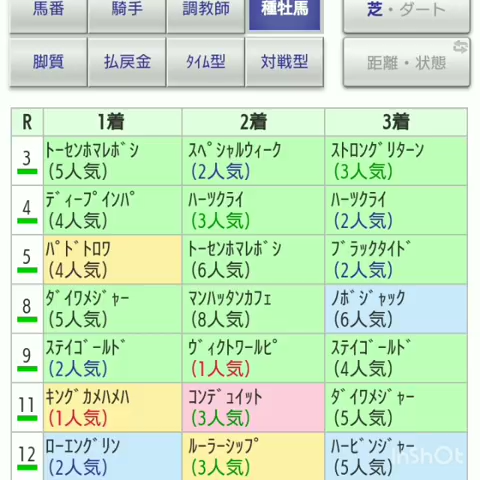 馬番 騎手 調教師 種牡馬 芝・ダート
脚質 払戻金 ﾀｲﾑ型 対戦型 距離・状態
R 1着 2着 3着
3 ﾄｰｾﾝﾎﾏﾚﾎﾞｼ ｽﾍﾟｼｬﾙｳｨｰｸ ｽﾄﾛﾝｸﾞﾘﾀｰﾝ
(5人気) (2人気) (3人気)
4 ﾃﾞｨｰﾌﾟｲﾝﾊﾟ ﾊｰﾂｸﾗｲ ﾊｰﾂｸﾗｲ
(4人気) (3人気) (2人気)
5 ﾊﾟﾄﾞﾄﾛﾜ ﾄｰｾﾝﾎﾏﾚﾎﾞｼ ﾌﾞﾗｯｸﾀｲﾄﾞ
(4人気) (6人気) (2人気)
8 ﾀﾞｲﾜﾒｼﾞｬｰ ﾏﾝﾊｯﾀﾝｶﾌｪ ﾉﾎﾞｼﾞｬｯｸ
(5人気) (8人気) (6人気)
9 ｽﾃｲｺﾞｰﾙﾄﾞ ｳﾞｨｸﾄﾜｰﾙﾋﾟ ｽﾃｲｺﾞｰﾙﾄﾞ
(2人気) (1人気) (4人気)
11 ｷﾝｸﾞｶﾒﾊﾒﾊ ｺﾝﾃﾞｭｲｯﾄ ﾀﾞｲﾜﾒｼﾞｬｰ
(1人気) (3人気) (5人気)
12 ﾛｰｴﾝｸﾞﾘﾝ ﾙｰﾗｰｼｯﾌﾟ ﾊｰﾋﾞﾝｼﾞｬｰ
(2人気) (3人気) (5人気)
InShOt